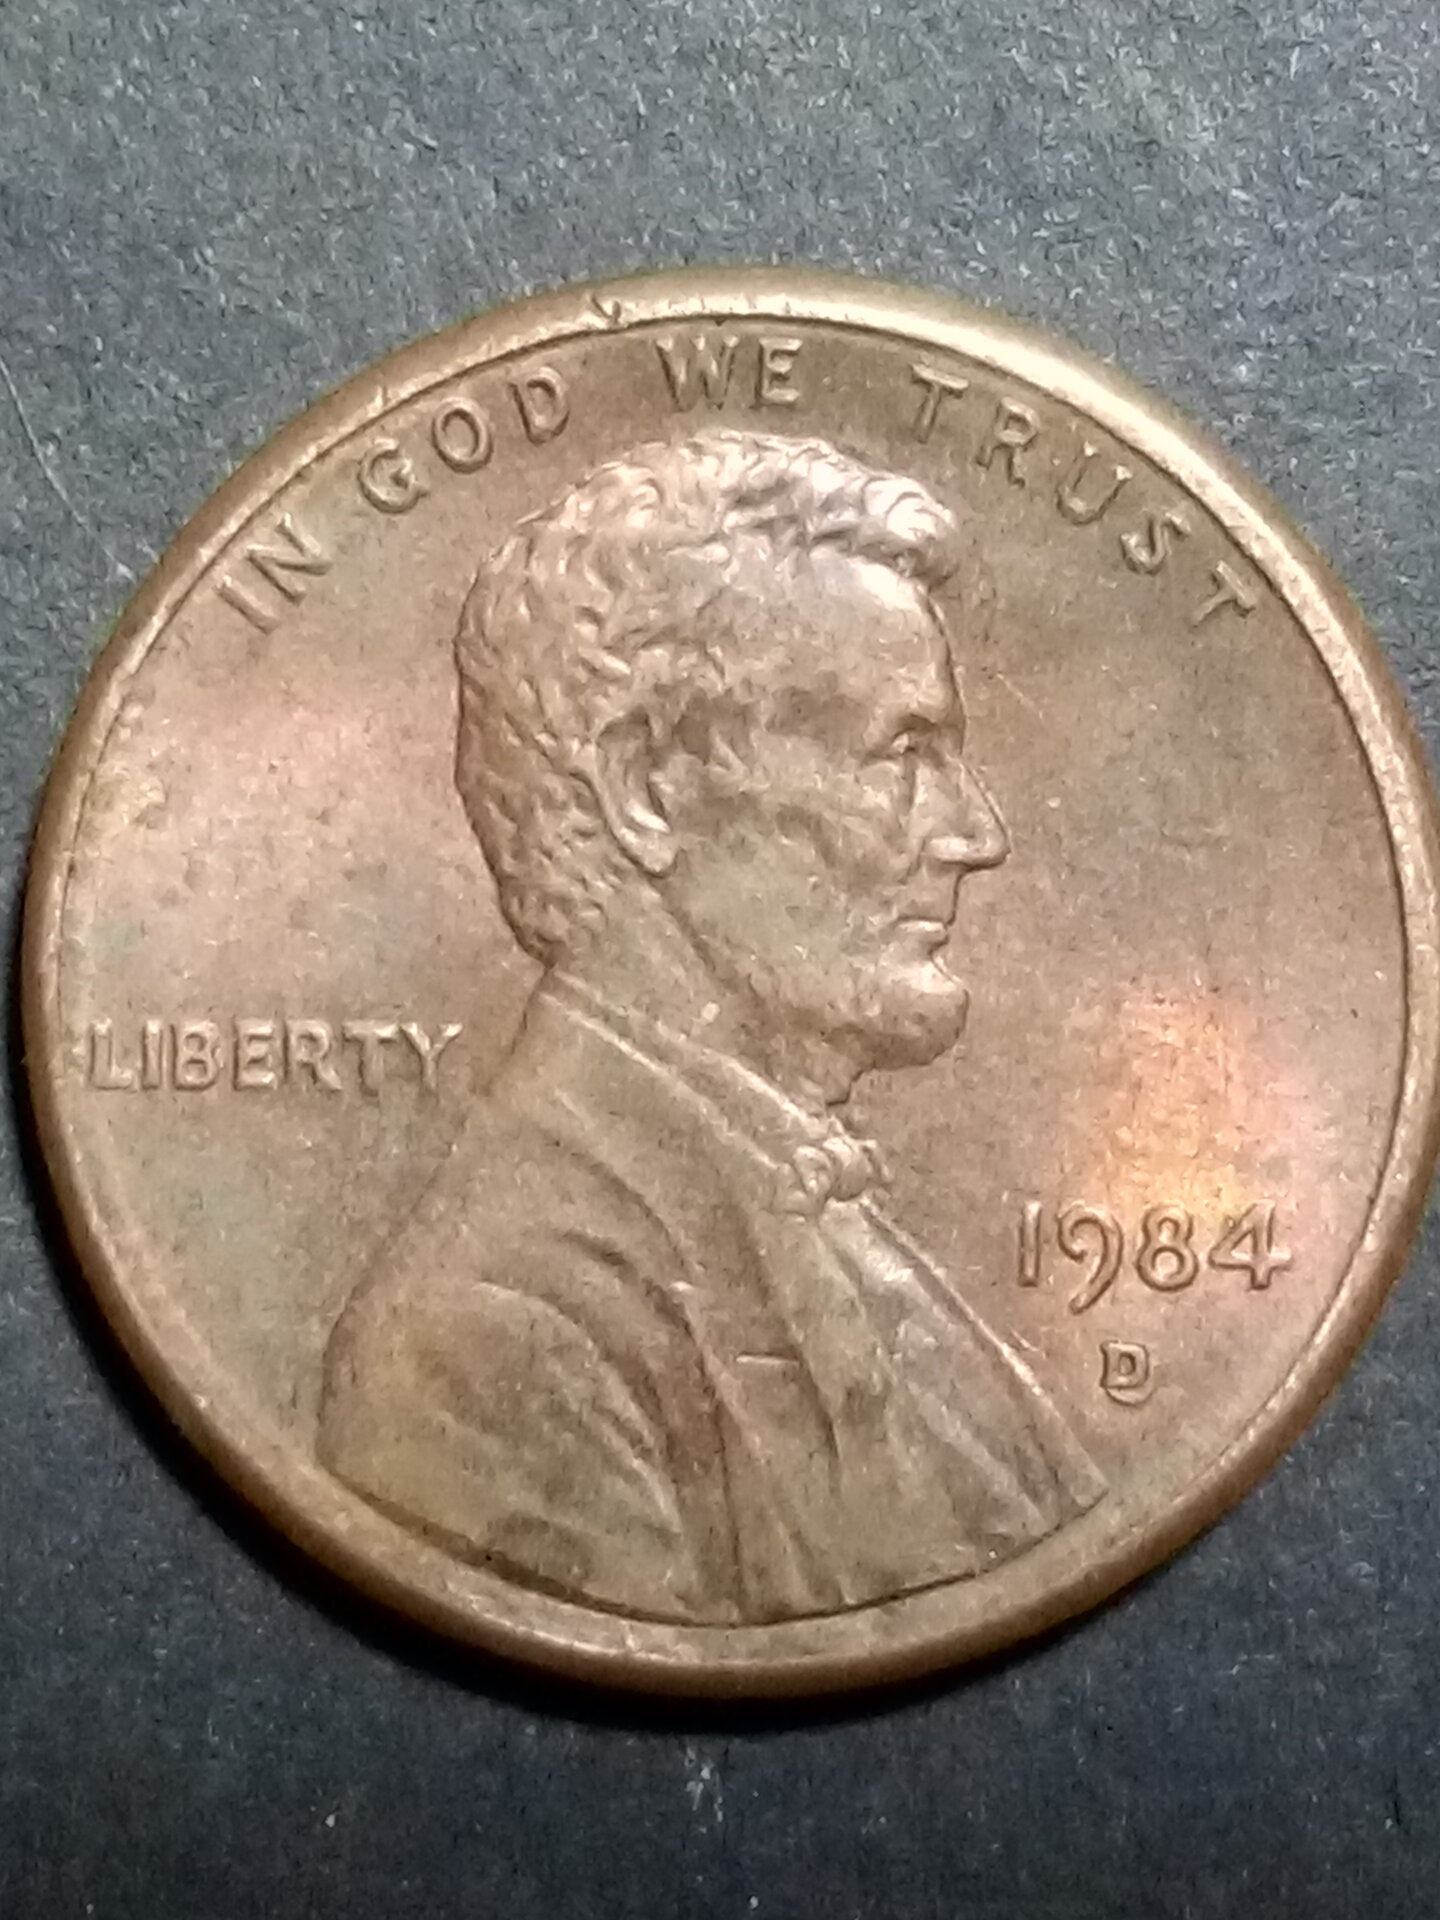 IN GOD WE TRUST
LIBERTY
1984
D